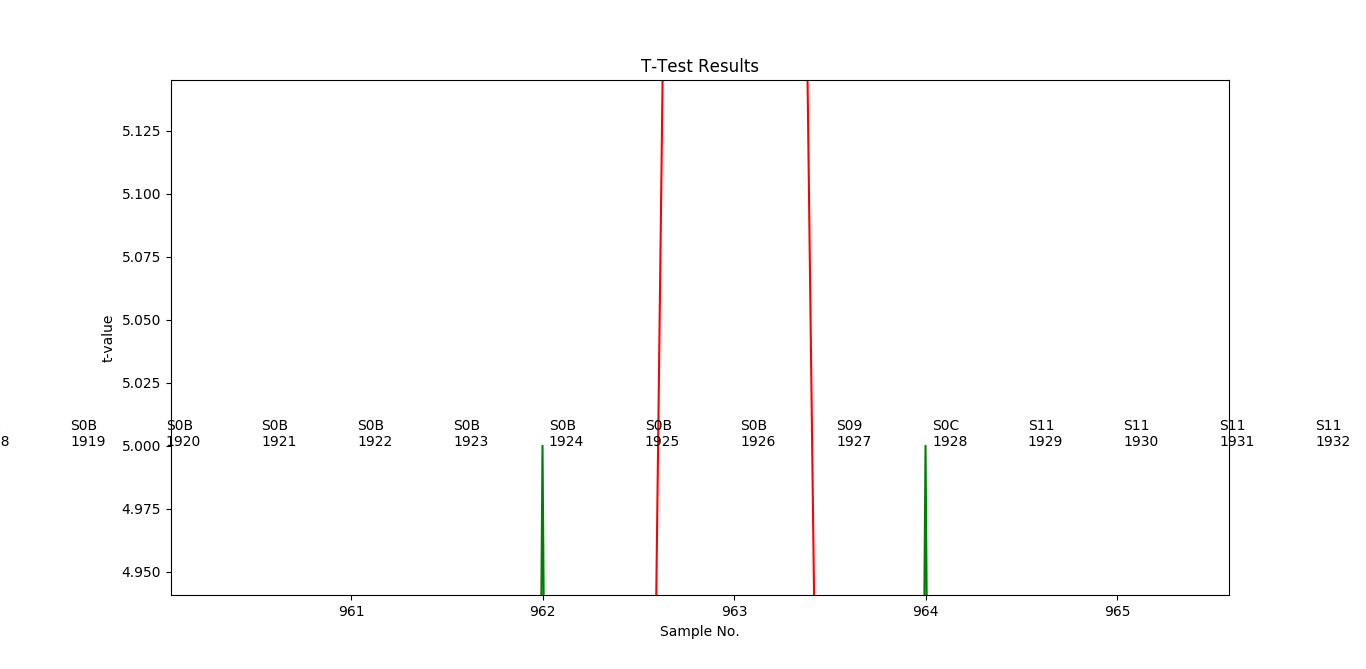 T-Test Results
5.125
5.100
5.075
5.050
t-value
5.025
S0B S0B S0B S0B S0B S0B S0B S0B S09 S0C S11 S11 S11 S11
8 1919 1920 1921 1922 1923 1924 1925 1926 1927 1928 1929 1930 1931 1932
5.000
4.975
4.950
961 962 963 964 965
Sample No.